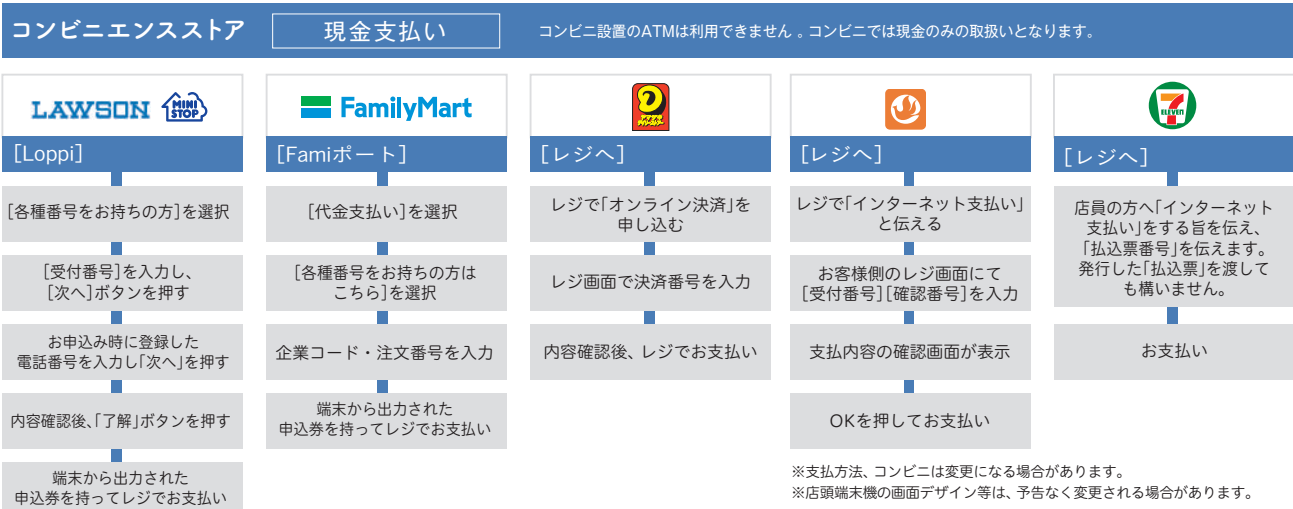 コンビニエンスストア
現金支払い
コンビニ設置のATMは利用できません。コンビニでは現金のみの取扱いとなります。
LAWSON
MINI
STOP
[Loppi]
[各種番号をお持ちの方]を選択
[受付番号]を入力し、
[次へ]ボタンを押す
お申込み時に登録した
電話番号を入力し「次へ」を押す
内容確認後、「了解」ボタンを押す
端末から出力された
申込券を持ってレジでお支払い
FamilyMart
[Famiポート]
[代金支払い]を選択
[各種番号をお持ちの方は
こちら]を選択
企業コード・注文番号を入力
端末から出力された
申込券を持ってレジでお支払い
[レジへ]
レジで「オンライン決済」を
申し込む
レジ画面で決済番号を入力
内容確認後、レジでお支払い
[レジへ]
レジで「インターネット支払い」
と伝える
お客様側のレジ画面にて
[受付番号][確認番号]を入力
支払内容の確認画面が表示
OKを押してお支払い
7
ELEVEN
[レジへ]
店員の方へ「インターネット
支払い」をする旨を伝え、
「払込票番号」を伝えます。
発行した「払込票」を渡して
も構いません。
お支払い
※支払方法、コンビニは変更になる場合があります。
※店頭端末機の画面デザイン等は、予告なく変更される場合があります。